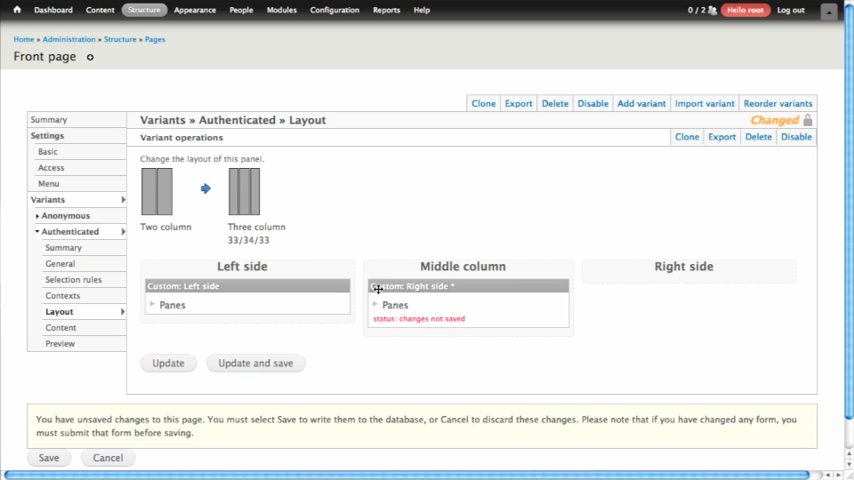 Dashboard Content Structure Appearance People Modules Configuration Reports Help 0 / 2 Hello root Log out
Home » Administration » Structure » Pages
Front page
Clone Export Delete Disable Add variant Import variant Reorder variants
Summary
Settings
Basic
Access
Menu
Variants
Anonymous
Authenticated
Summary
General
Selection rules
Contexts
Layout
Content
Preview
Variants » Authenticated » Layout
Changed
Variant operations
Clone Export Delete Disable
Change the layout of this panel.
Two column
Three column
33/34/33
Left side
Custom: Left side
Panes
Middle column
Custom: Right side *
Panes
status: changes not saved
Right side
Update Update and save
You have unsaved changes to this page. You must select Save to write them to the database, or Cancel to discard these changes. Please note that if you have changed any form, you
must submit that form before saving.
Save Cancel